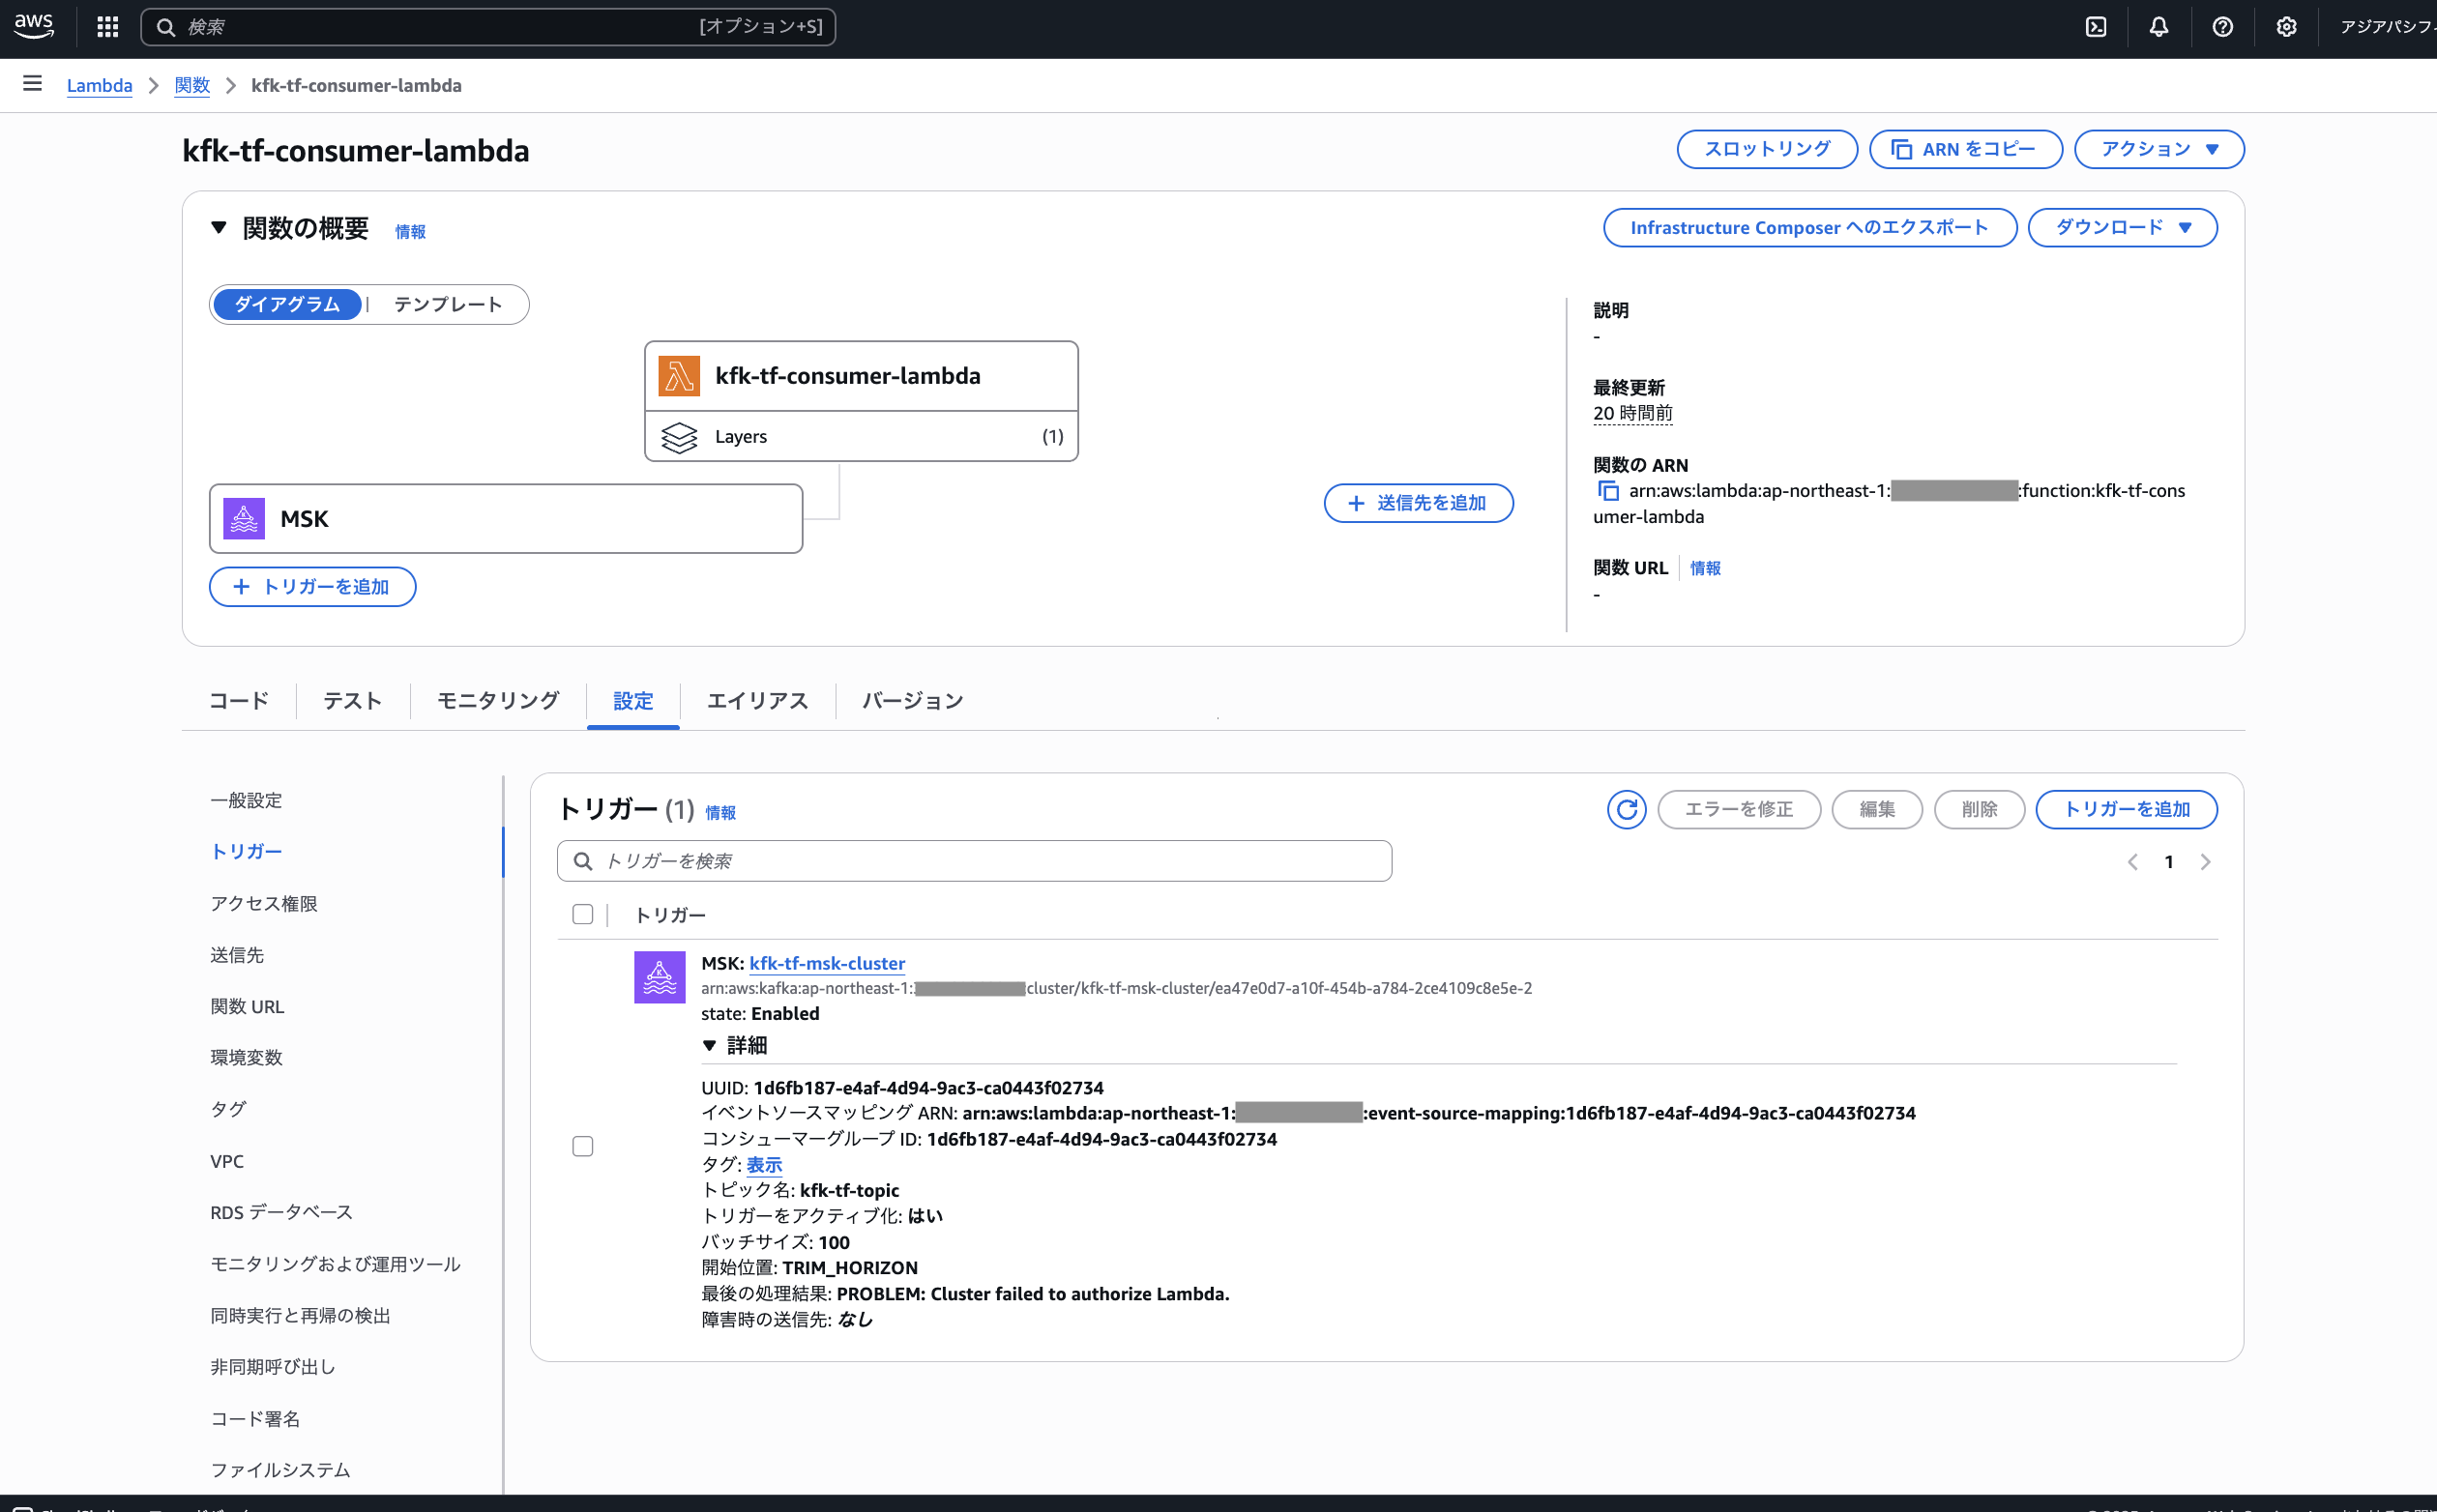 aws
検索 [オプション+S] アジアパシフ
Lambda > 関数 > kfk-tf-consumer-lambda
kfk-tf-consumer-lambda
スロットリング ARN をコピー アクション
関数の概要 情報
Infrastructure Composer へのエクスポート ダウンロード
ダイアグラム | テンプレート
kfk-tf-consumer-lambda
Layers (1)
MSK
+ トリガーを追加
+ 送信先を追加
説明
-
最終更新
20 時間前
関数の ARN
arn:aws:lambda:ap-northeast-1: :function:kfk-tf-cons
umer-lambda
関数 URL 情報
-
コード テスト モニタリング 設定 エイリアス バージョン
一般設定
トリガー
アクセス権限
送信先
関数 URL
環境変数
タグ
VPC
RDS データベース
モニタリングおよび運用ツール
同時実行と再帰の検出
非同期呼び出し
コード署名
ファイルシステム
トリガー (1) 情報
エラーを修正 編集 削除 トリガーを追加
トリガーを検索
< 1 >
トリガー
MSK: kfk-tf-msk-cluster
arn:aws:kafka:ap-northeast-1: cluster/kfk-tf-msk-cluster/ea47e0d7-a10f-454b-a784-2ce4109c8e5e-2
state: Enabled
詳細
UUID: 1d6fb187-e4af-4d94-9ac3-ca0443f02734
イベントソースマッピング ARN: arn:aws:lambda:ap-northeast-1: :event-source-mapping:1d6fb187-e4af-4d94-9ac3-ca0443f02734
コンシューマーグループ ID: 1d6fb187-e4af-4d94-9ac3-ca0443f02734
タグ: 表示
トピック名: kfk-tf-topic
トリガーをアクティブ化: はい
バッチサイズ: 100
開始位置: TRIM_HORIZON
最後の処理結果: PROBLEM: Cluster failed to authorize Lambda.
障害時の送信先: なし